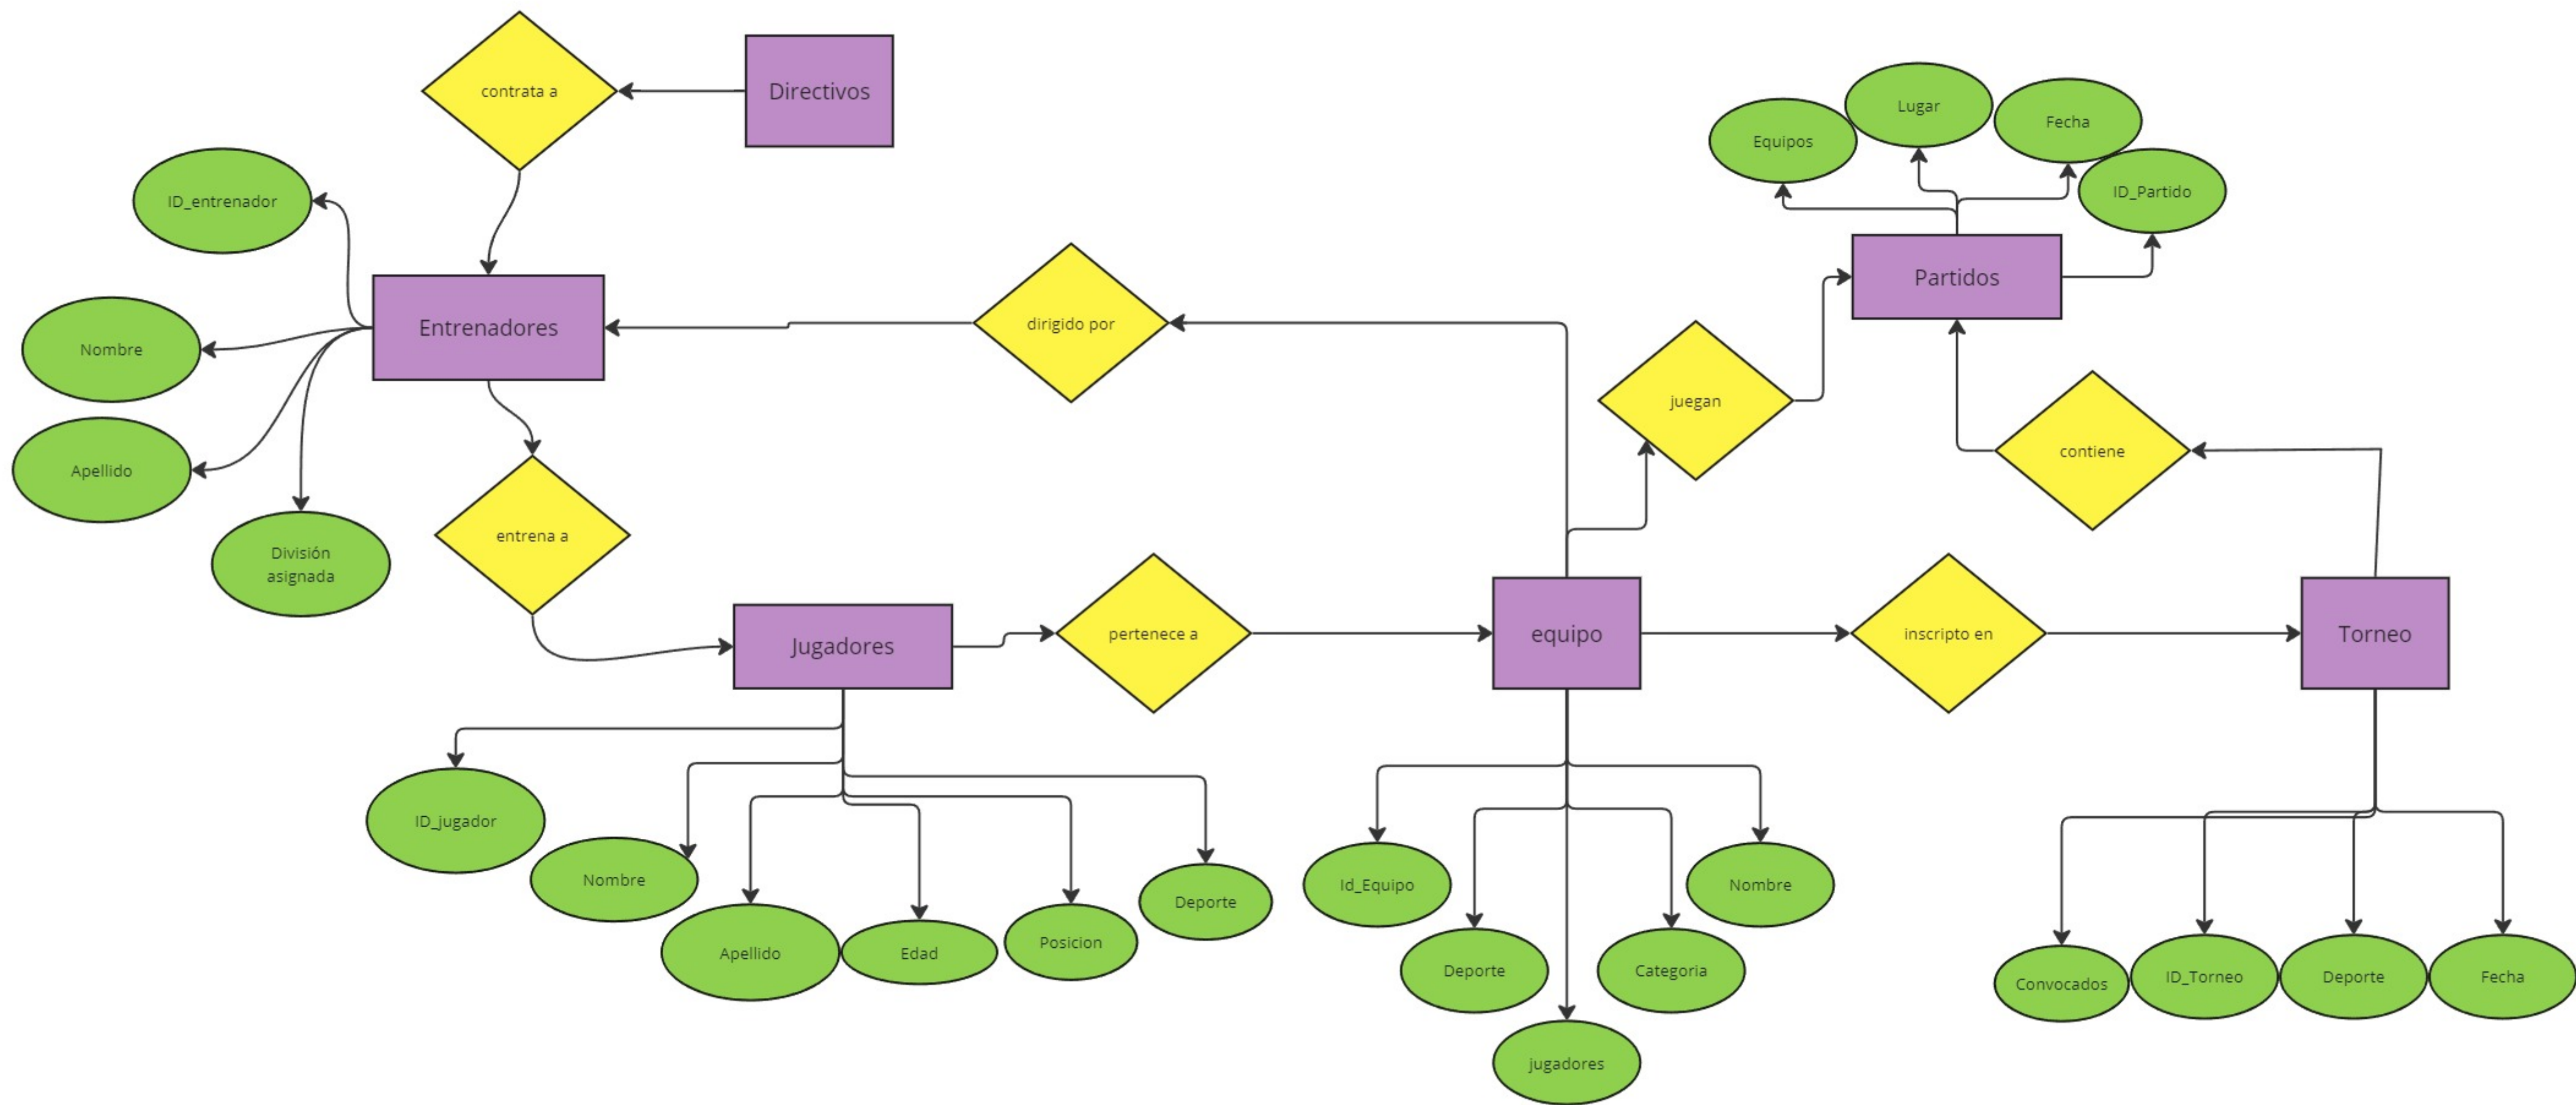 contrata a
Directivos
Equipos
Lugar
Fecha
ID_Partido
ID_entrenador
Nombre
Apellido
División
asignada
Entrenadores
dirigido por
Partidos
juegan
contiene
entrena a
Jugadores
pertenece a
equipo
inscripto en
Torneo
ID_jugador
Nombre
Apellido
Edad
Posicion
Deporte
Id_Equipo
Deporte
jugadores
Categoria
Nombre
Convocados
ID_Torneo
Deporte
Fecha